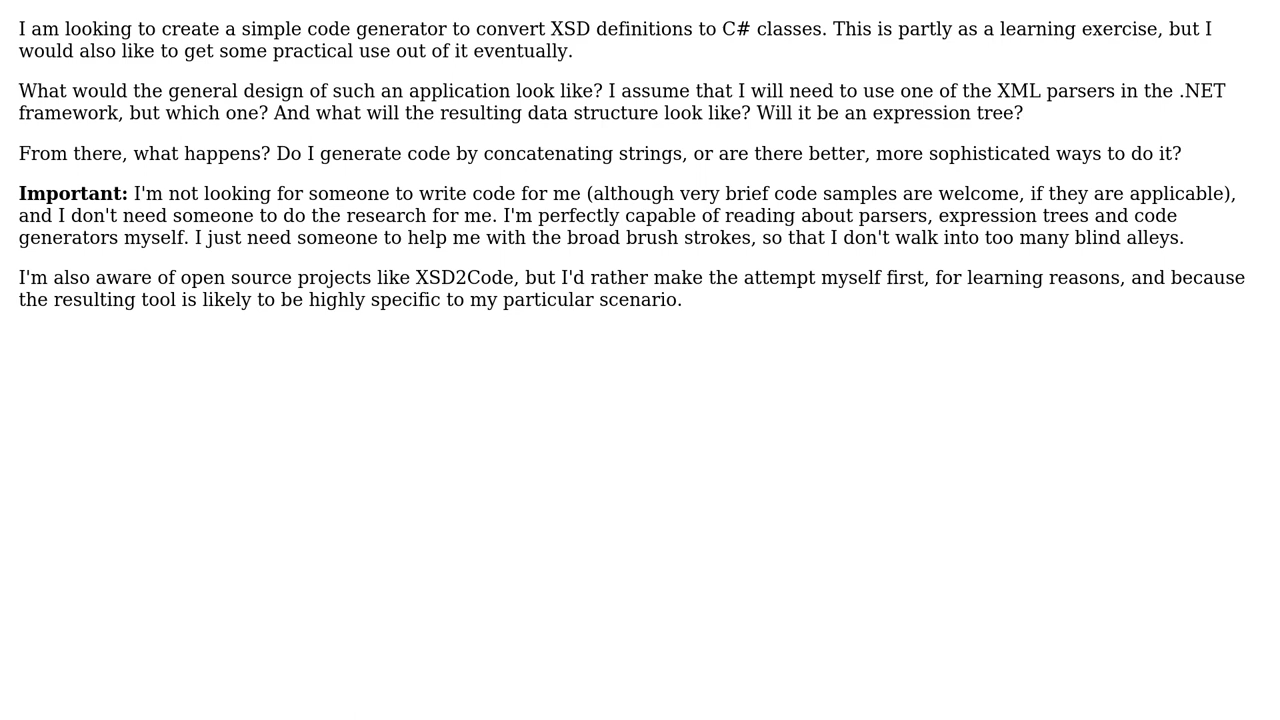 I am looking to create a simple code generator to convert XSD definitions to C# classes. This is partly as a learning exercise, but I
would also like to get some practical use out of it eventually.
What would the general design of such an application look like? I assume that I will need to use one of the XML parsers in the .NET
framework, but which one? And what will the resulting data structure look like? Will it be an expression tree?
From there, what happens? Do I generate code by concatenating strings, or are there better, more sophisticated ways to do it?
Important: I'm not looking for someone to write code for me (although very brief code samples are welcome, if they are applicable),
and I don't need someone to do the research for me. I'm perfectly capable of reading about parsers, expression trees and code
generators myself. I just need someone to help me with the broad brush strokes, so that I don't walk into too many blind alleys.
I'm also aware of open source projects like XSD2Code, but I'd rather make the attempt myself first, for learning reasons, and because
the resulting tool is likely to be highly specific to my particular scenario.